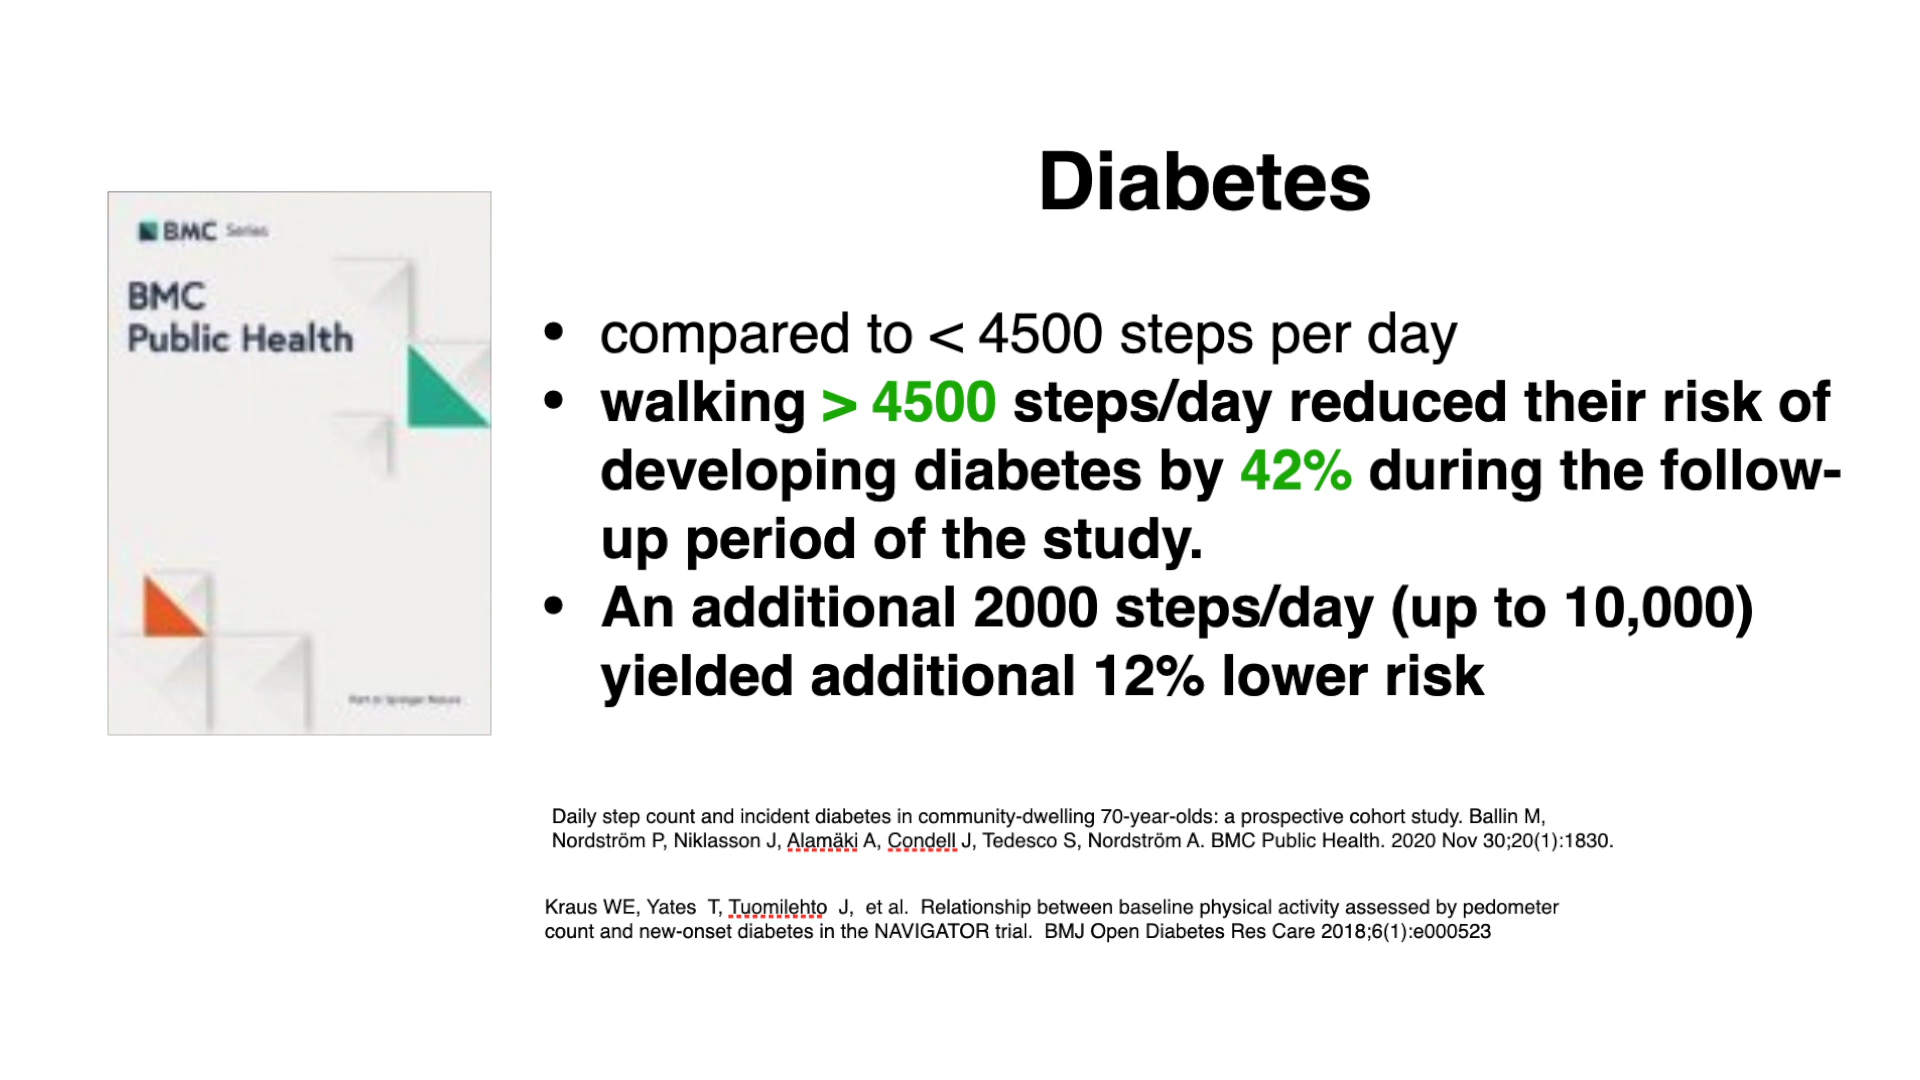 BMC Series
BMC
Public Health
Part of Springer Nature
Diabetes
• compared to < 4500 steps per day
• walking > 4500 steps/day reduced their risk of
developing diabetes by 42% during the follow-
up period of the study.
• An additional 2000 steps/day (up to 10,000)
yielded additional 12% lower risk
Daily step count and incident diabetes in community-dwelling 70-year-olds: a prospective cohort study. Ballin M,
Nordström P, Niklasson J, Alamäki A, Condell J, Tedesco S, Nordström A. BMC Public Health. 2020 Nov 30;20(1):1830.
Kraus WE, Yates T, Tuomilehto J, et al. Relationship between baseline physical activity assessed by pedometer
count and new-onset diabetes in the NAVIGATOR trial. BMJ Open Diabetes Res Care 2018;6(1):e000523